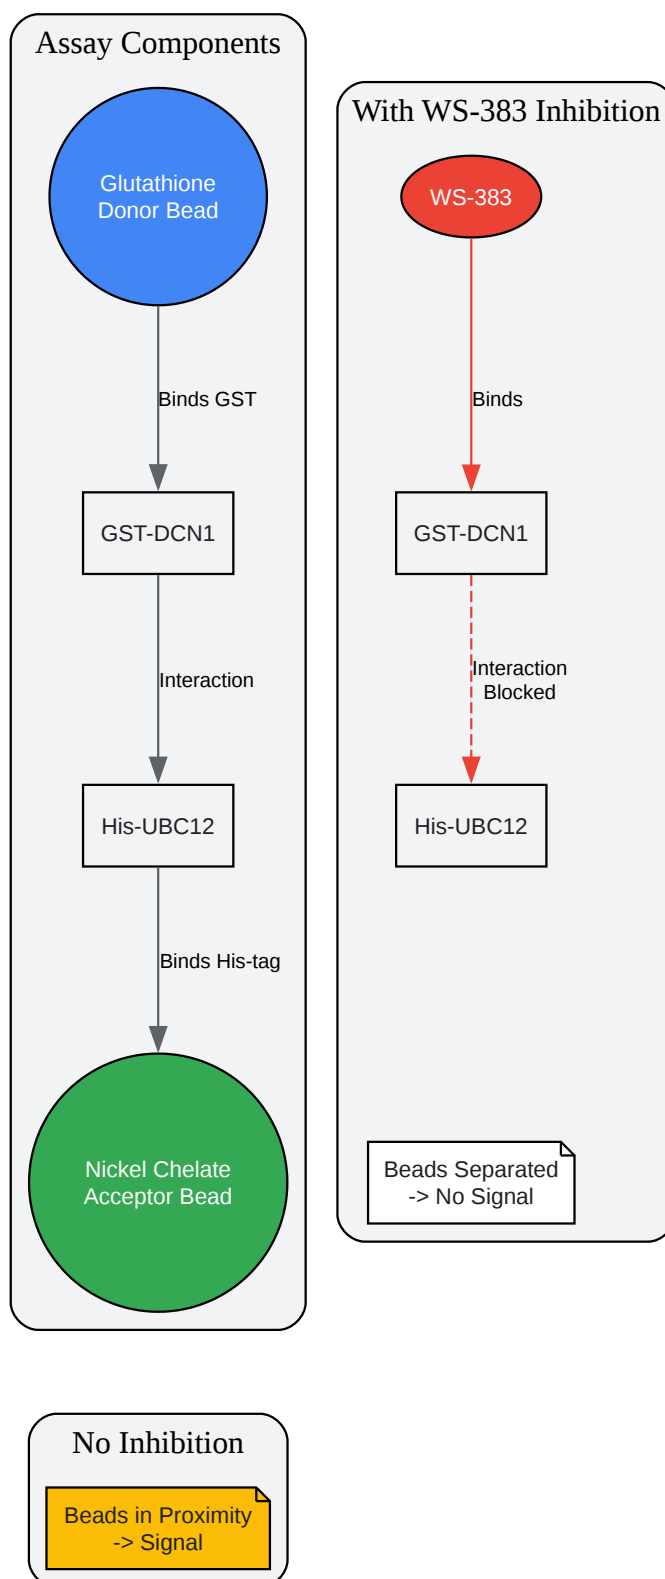 Assay Components
Glutathione
Donor Bead
Binds GST
GST-DCN1
Interaction
His-UBC12
Binds His-tag
Nickel Chelate
Acceptor Bead
With WS-383 Inhibition
WS-383
Binds
GST-DCN1
Interaction
Blocked
His-UBC12
Beads Separated
-> No Signal
No Inhibition
Beads in Proximity
-> Signal